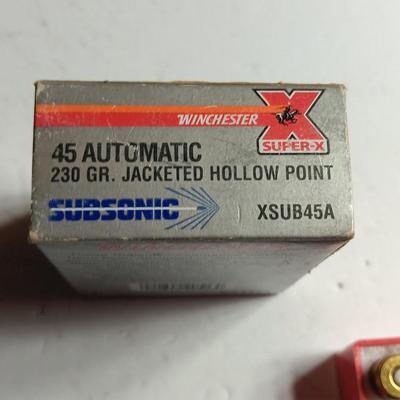 WINCHESTER
X
SUPER-X
45 AUTOMATIC
230 GR. JACKETED HOLLOW POINT
SUBSONIC
XSUB45A